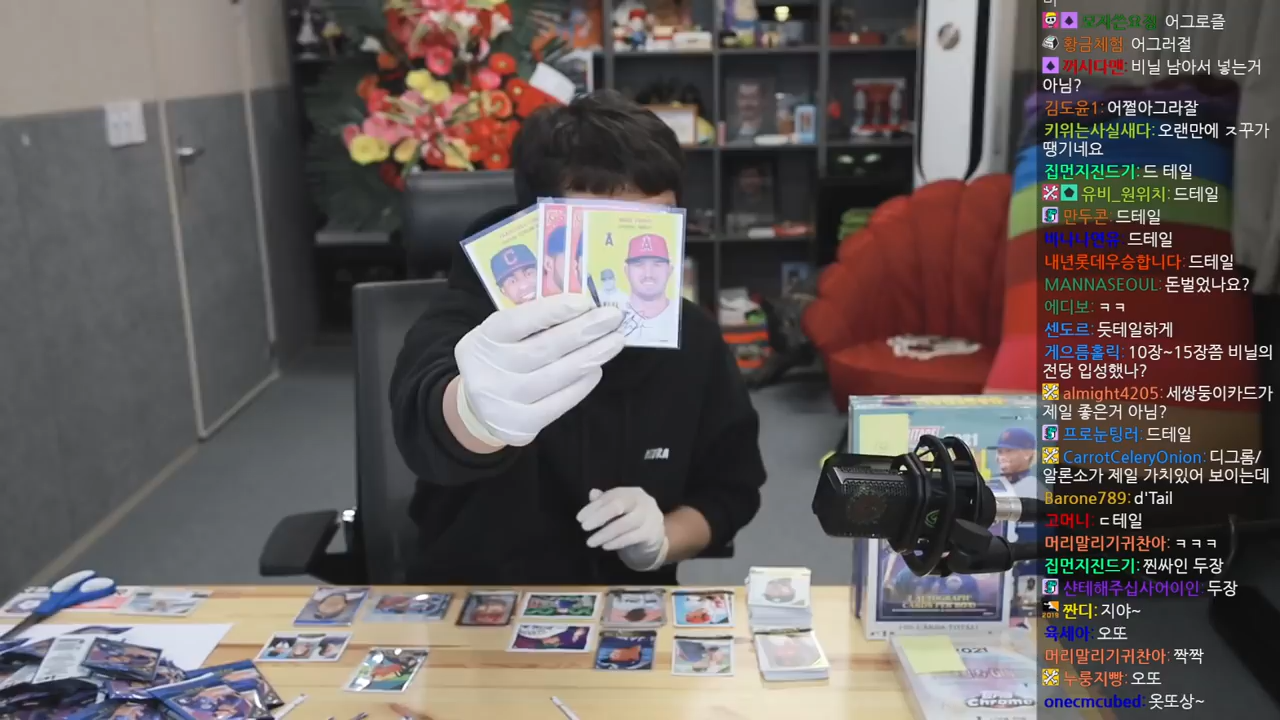 어그로즐
황금체험 어그러절
꺼시더맨: 비닐 남아서 넣는거
아님?
김도윤1: 어쩔아그라잘
키위는사실새다: 오랜만에 ㅈ꾸가
땡기네요
집먼지진드기: 드 테일
유비_원위치: 드테일
만두콘: 드테일
바나나연유: 드테일
내년롯데우승합니다: 드테일
MANNASEOUL: 돈벌었나요?
에디보: ㅋㅋ
센도르: 듯테일하게
게으름홀릭: 10장~15장쯤 비닐의
전당 입성했나?
almight4205: 세쌍둥이카드가
제일 좋은거 아님?
프로눈팅러: 드테일
CarrotCeleryOnion: 디그롬/
알론소가 제일 가치있어 보이는데
Barone789: d'Tail
고머니: ㄷ테일
머리말리기귀찬아: ㅋㅋㅋ
집먼지진드기: 찐싸인 두장
샨테해주십사어이인: 두장
짠디: 지야~
육세아: 오또
머리말리기귀찬아: 짝짝
누룽지빵: 오또
onecmcubed: 옷또상~
A
2021
Chrome